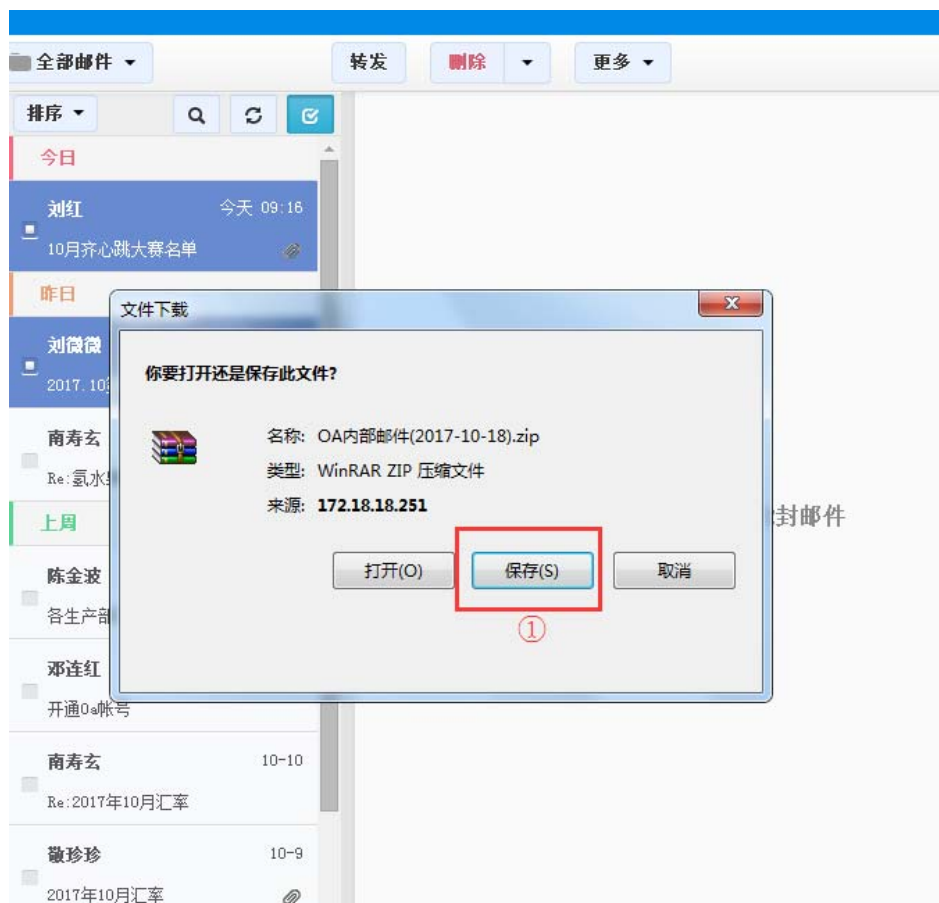 全部邮件
转发 删除 更多
排序
今日
刘红 今天 09:16
10月齐心跳大赛名单
昨日
刘微微
2017.10
南寿玄
Re:氢水
上周
陈金波
各生产部
邓连红
开通Oa帐号
南寿玄 10-10
Re:2017年10月汇率
敬珍珍 10-9
2017年10月汇率
文件下载
你要打开还是保存此文件?
名称: OA内部邮件(2017-10-18).zip
类型: WinRAR ZIP 压缩文件
来源: 172.18.18.251
打开(O) 保存(S) 取消
①
封邮件